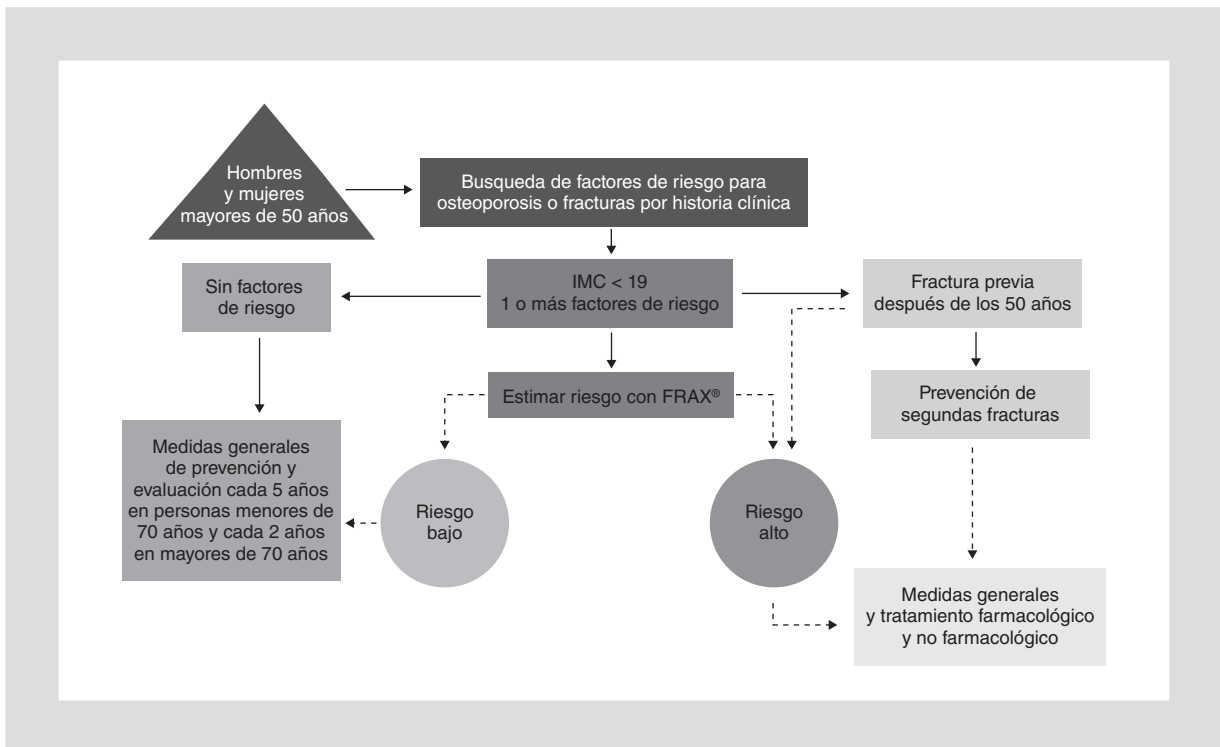 Hombres
y mujeres
mayores de 50 años
Busqueda de factores de riesgo para
osteoporosis o fracturas por historia clínica
Sin factores
de riesgo
IMC < 19
1 o más factores de riesgo
Fractura previa
después de los 50 años
Estimar riesgo con FRAX®
Prevención de
segundas fracturas
Medidas generales
de prevención y
evaluación cada 5 años
en personas menores de
70 años y cada 2 años
en mayores de 70 años
Riesgo
bajo
Riesgo
alto
Medidas generales
y tratamiento farmacológico
y no farmacológico